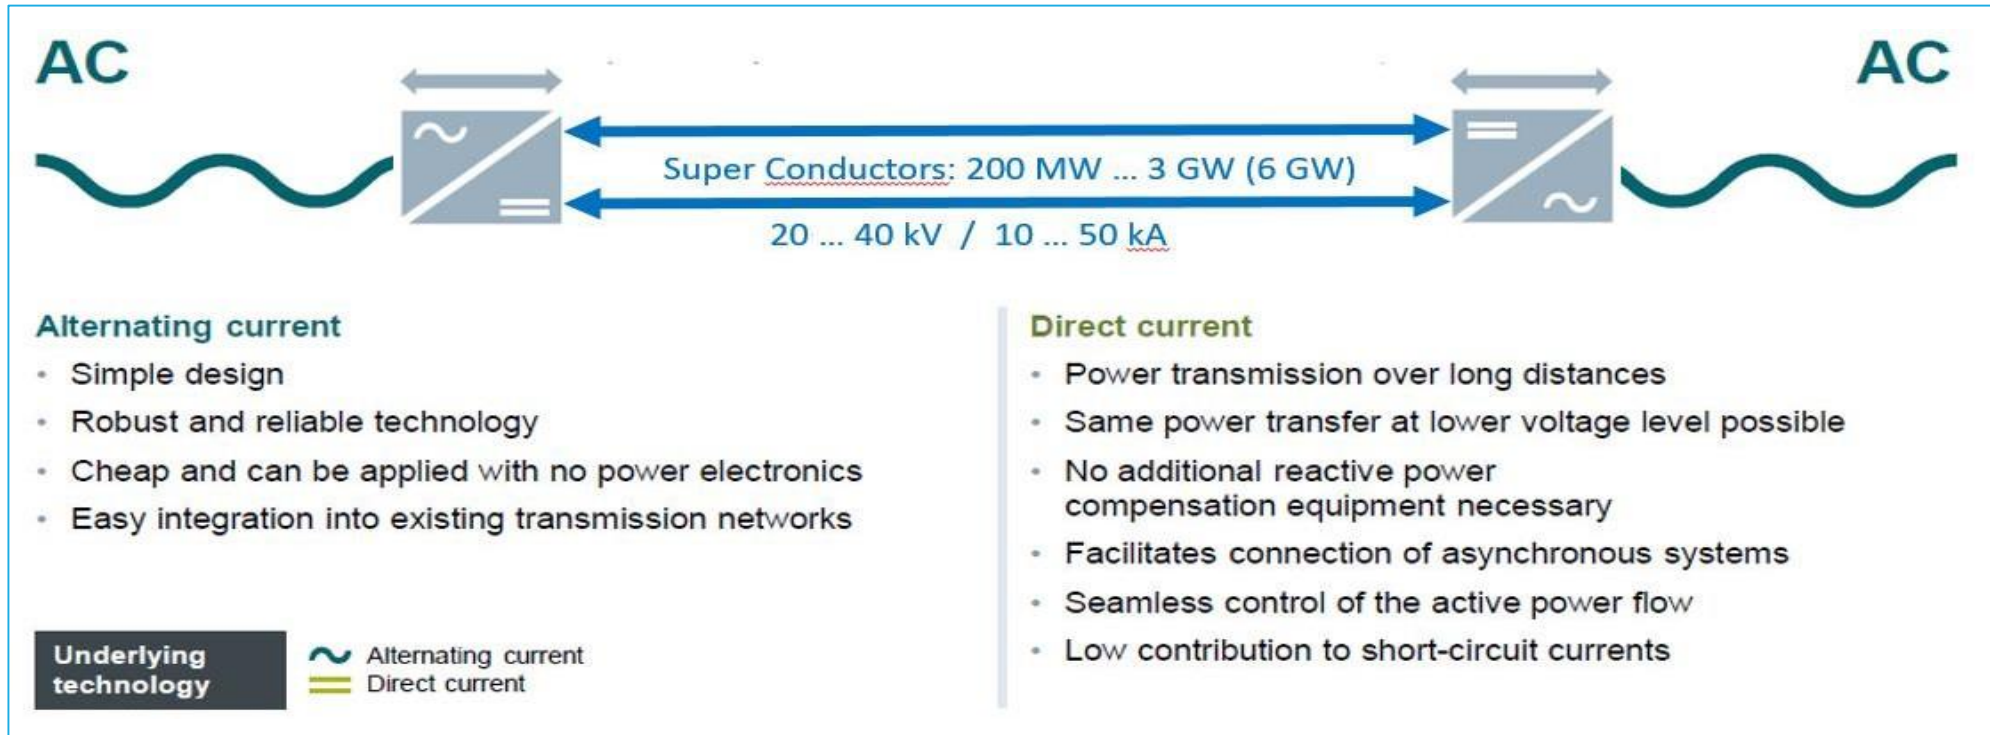 AC
AC
Super Conductors: 200 MW ... 3 GW (6 GW)
20 ... 40 kV / 10 ... 50 kA
Alternating current
• Simple design
• Robust and reliable technology
• Cheap and can be applied with no power electronics
• Easy integration into existing transmission networks
Direct current
• Power transmission over long distances
• Same power transfer at lower voltage level possible
• No additional reactive power
compensation equipment necessary
• Facilitates connection of asynchronous systems
• Seamless control of the active power flow
• Low contribution to short-circuit currents
Underlying
technology
Alternating current
Direct current